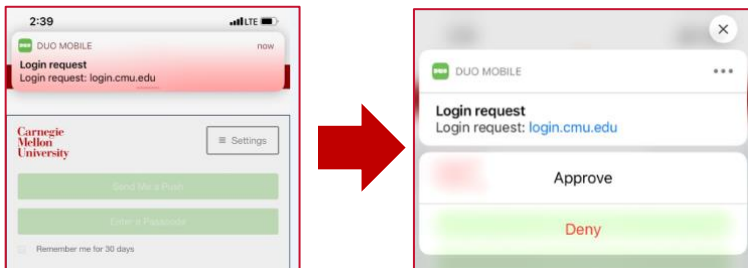 2:39
LTE
DUO MOBILE
now
Login request
Login request: login.cmu.edu
Carnegie
Mellon
University
≡ Settings
Send Me a Push
Enter a Passcode
Remember me for 30 days
DUO MOBILE
Login request
Login request: login.cmu.edu
Approve
Deny